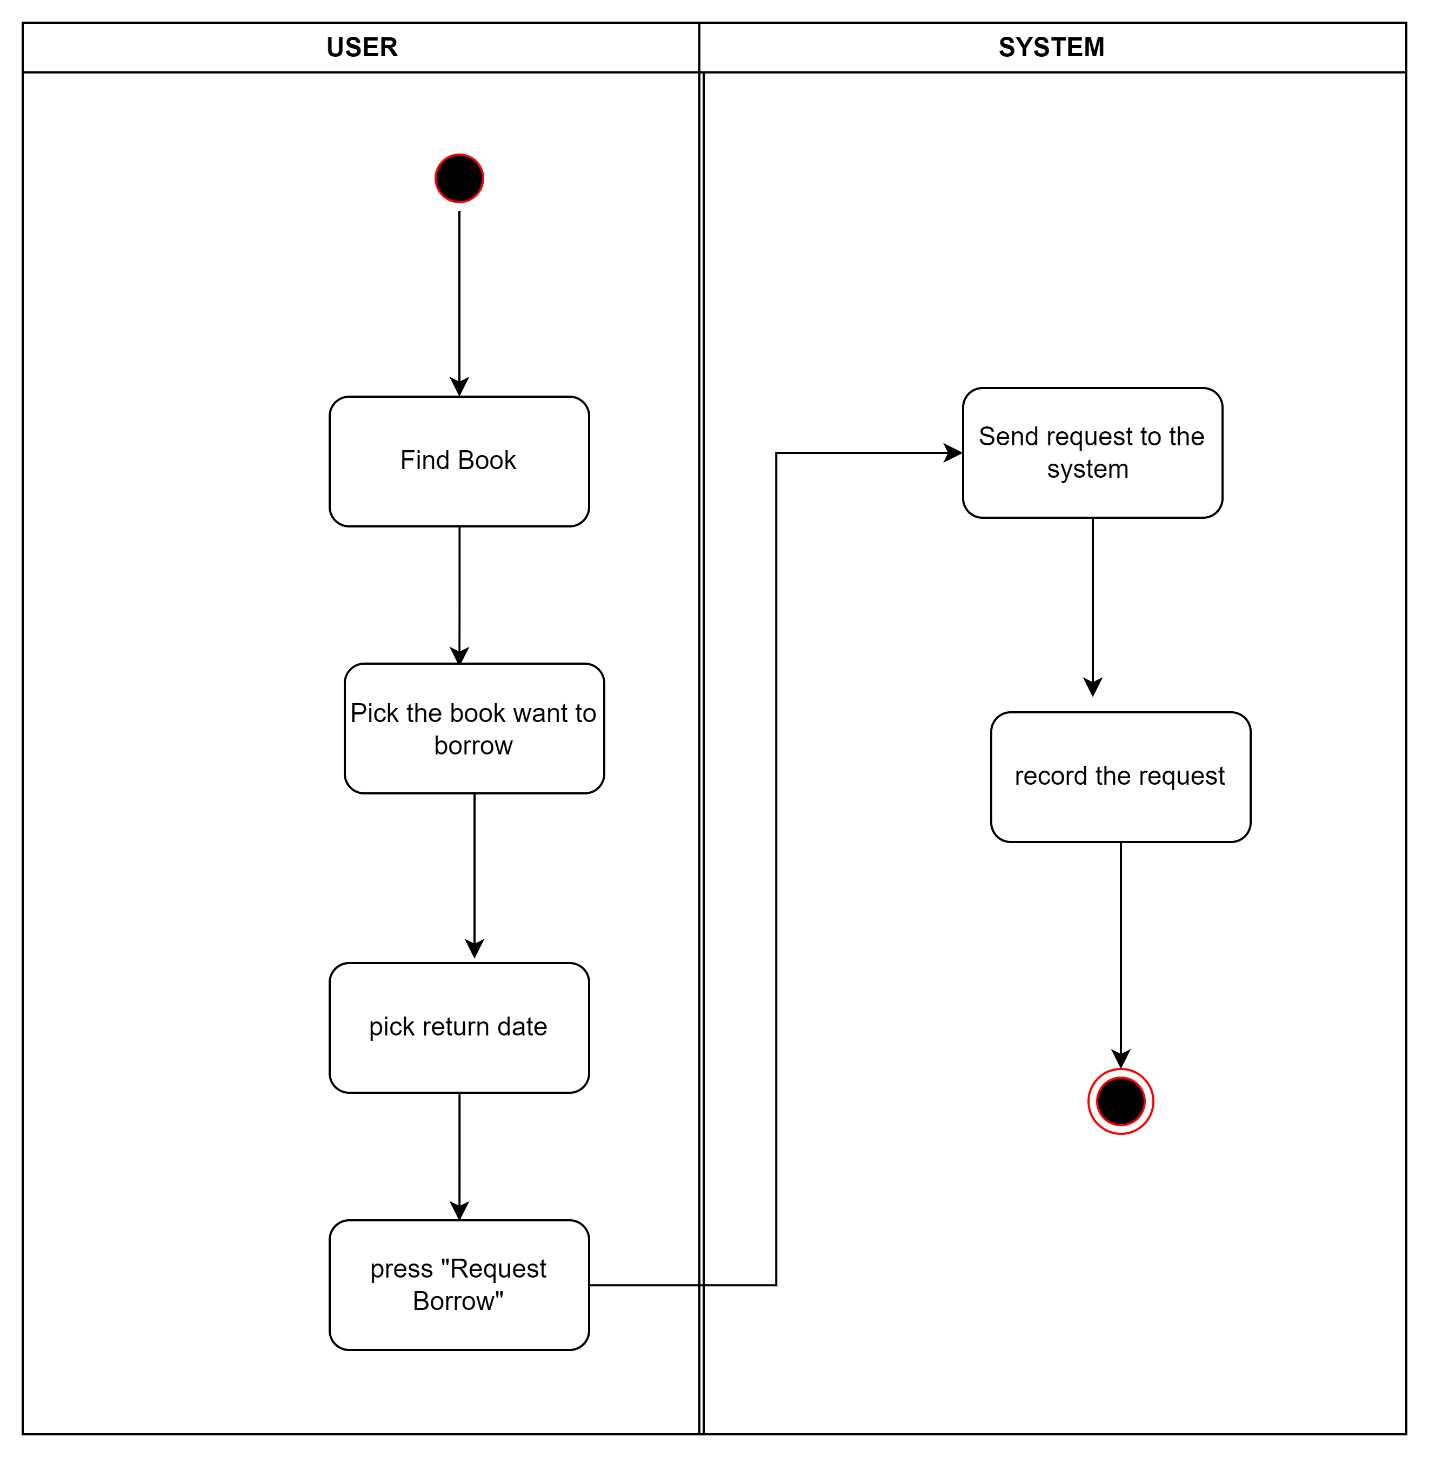 USER
SYSTEM
Find Book
Pick the book want to
borrow
pick return date
press "Request
Borrow"
Send request to the
system
record the request